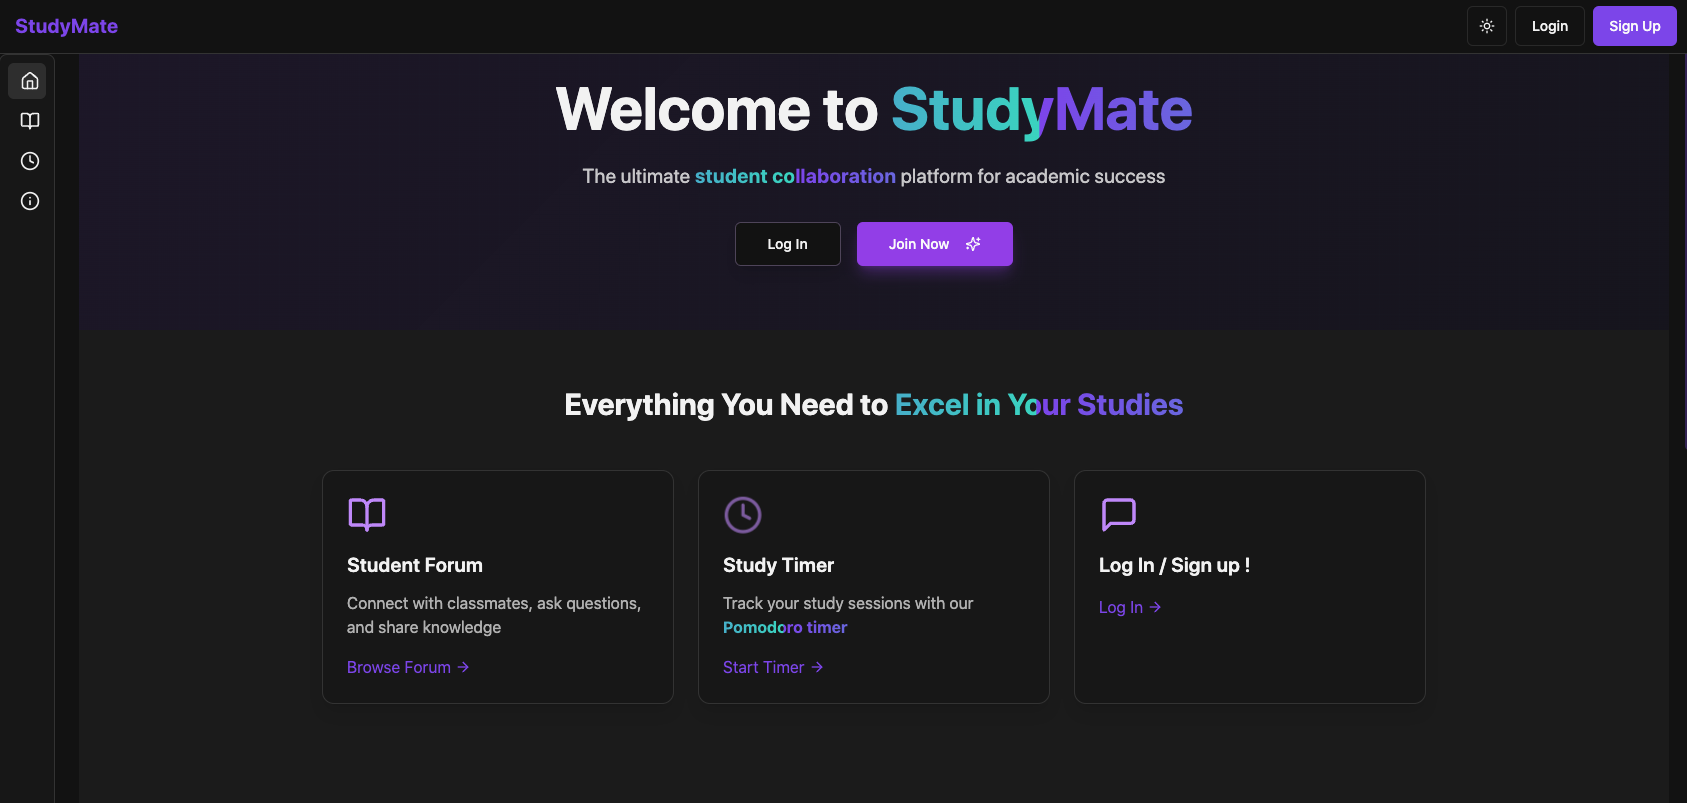 StudyMate
Login
Sign Up
Welcome to StudyMate
The ultimate student collaboration platform for academic success
Log In
Join Now
Everything You Need to Excel in Your Studies
Student Forum
Connect with classmates, ask questions,
and share knowledge
Browse Forum →
Study Timer
Track your study sessions with our
Pomodoro timer
Start Timer →
Log In / Sign up !
Log In →